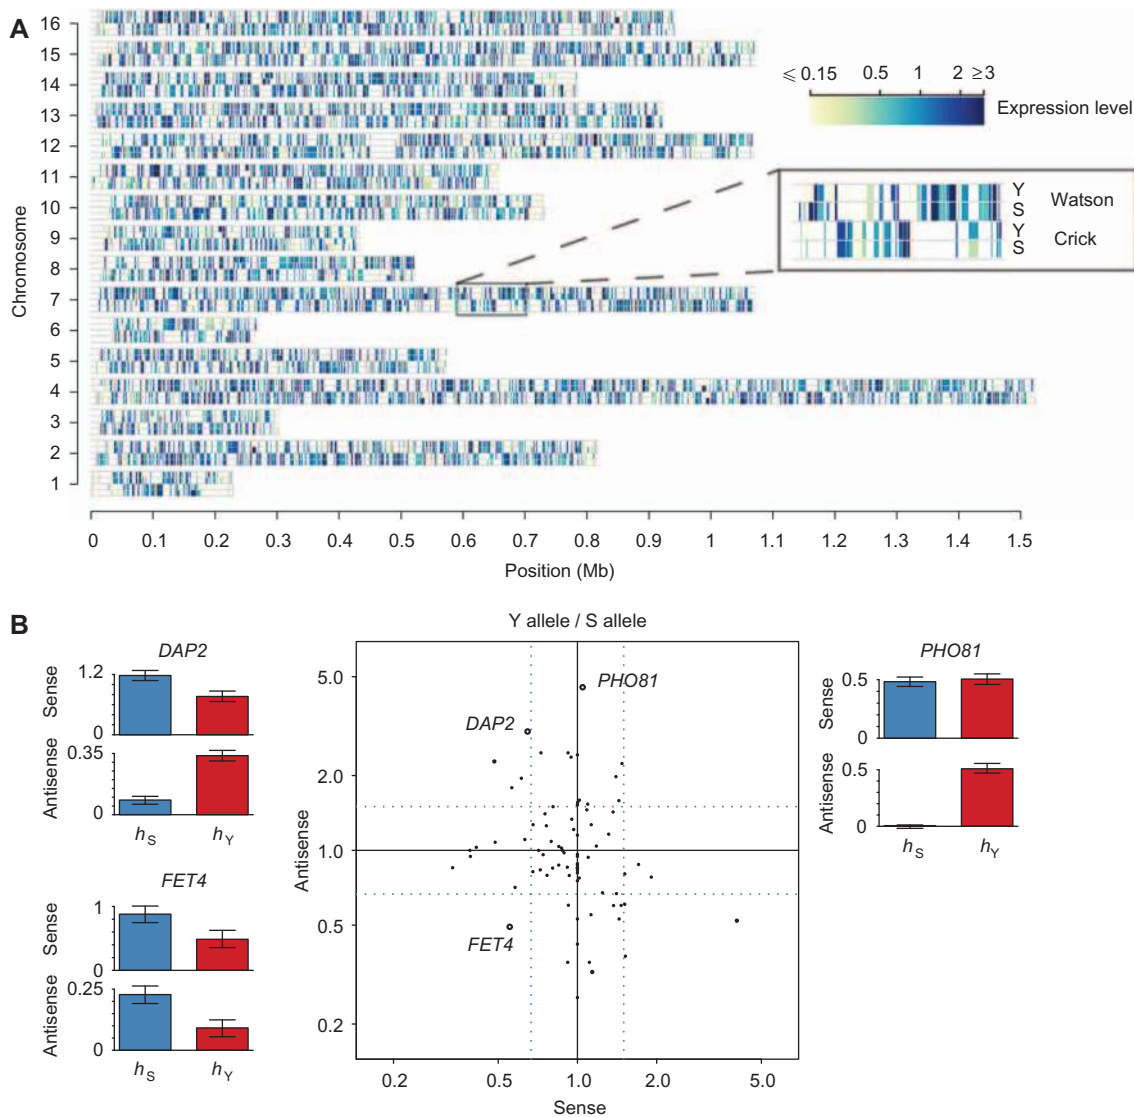 A
Chromosome
16
15
14
13
12
11
10
9
8
7
6
5
4
3
2
1
⩽ 0.15 0.5 1 2 ≥3
Expression level
Y
S
Watson
Y
S
Crick
0 0.1 0.2 0.3 0.4 0.5 0.6 0.7 0.8 0.9 1 1.1 1.2 1.3 1.4 1.5
Position (Mb)
B
DAP2
Sense
1.2
0
Antisense
0.35
0
hS hY
FET4
Sense
1
0
Antisense
0.25
0
hS hY
Y allele / S allele
Antisense
5.0
2.0
1.0
0.5
0.2
PHO81
DAP2
FET4
0.2 0.5 1.0 2.0 5.0
Sense
PHO81
Sense
0.5
0
Antisense
0.5
0
hS hY